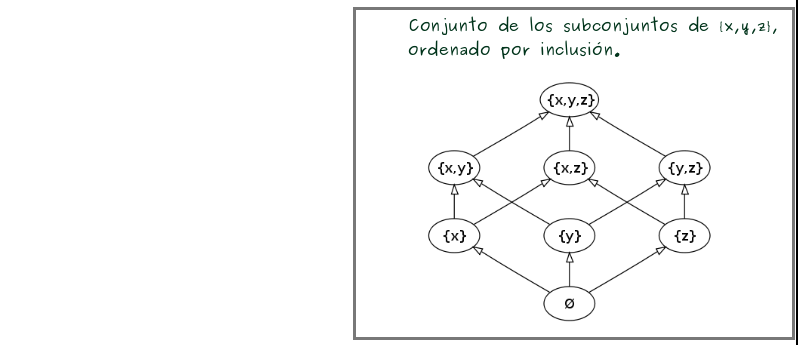 Conjunto de los subconjuntos de {x,y,z},
ordenado por inclusión.
{x,y,z}
{x,y} {x,z} {y,z}
{x} {y} {z}
Ø